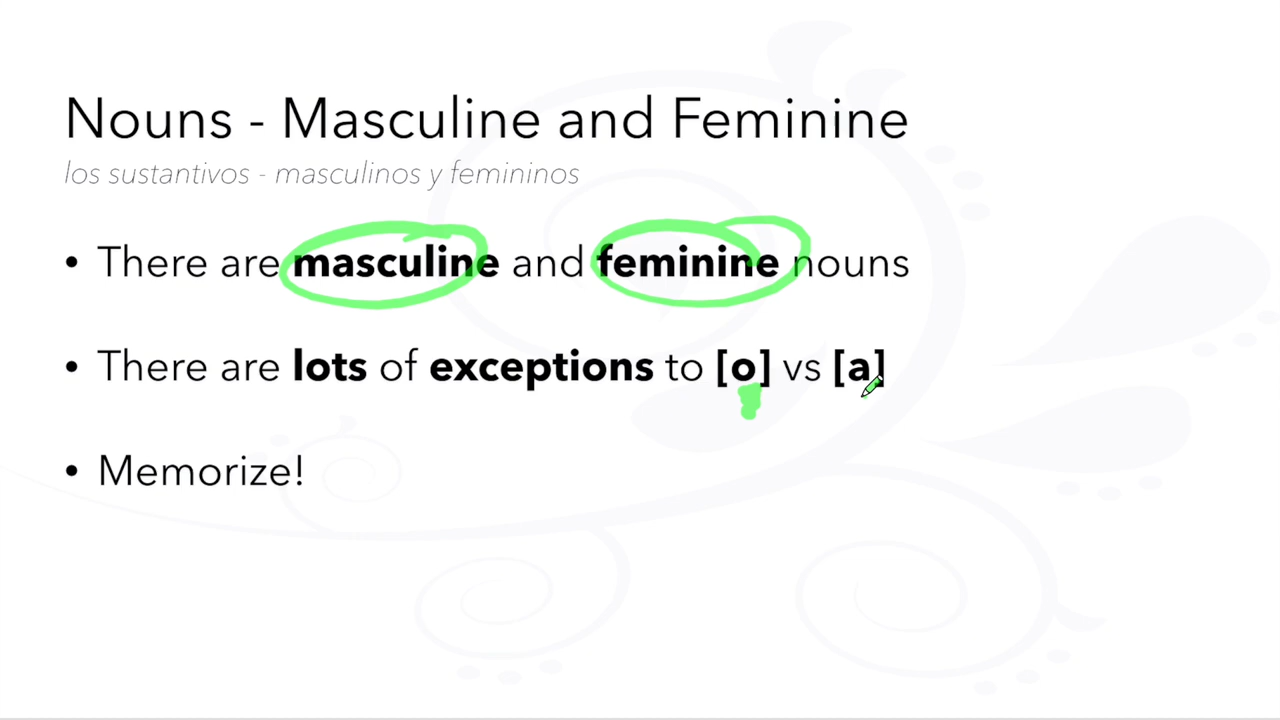 Nouns - Masculine and Feminine
los sustantivos - masculinos y femininos
• There are masculine and feminine nouns
• There are lots of exceptions to [o] vs [a]
• Memorize!